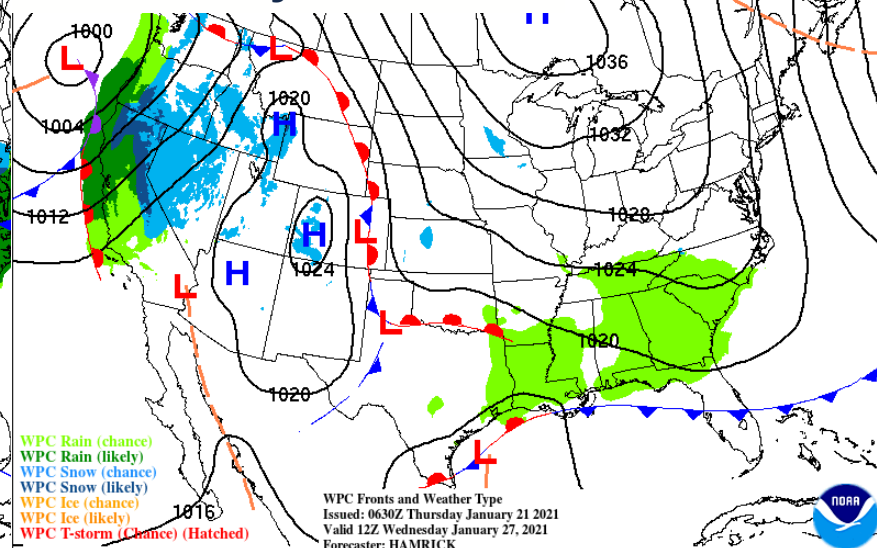 H
1000
L
L
1036
1020
H
1004
1032
1012
1028
L
H
1024
H
1024
L
L
1020
1020
L
WPC Rain (chance)
WPC Rain (likely)
WPC Snow (chance)
WPC Snow (likely)
WPC Ice (chance)
WPC Ice (likely)
WPC T-storm (Chance) (Hatched)
1016
WPC Fronts and Weather Type
Issued: 0630Z Thursday January 21 2021
Valid 12Z Wednesday January 27, 2021
Forecaster: HAMRICK
NOAA